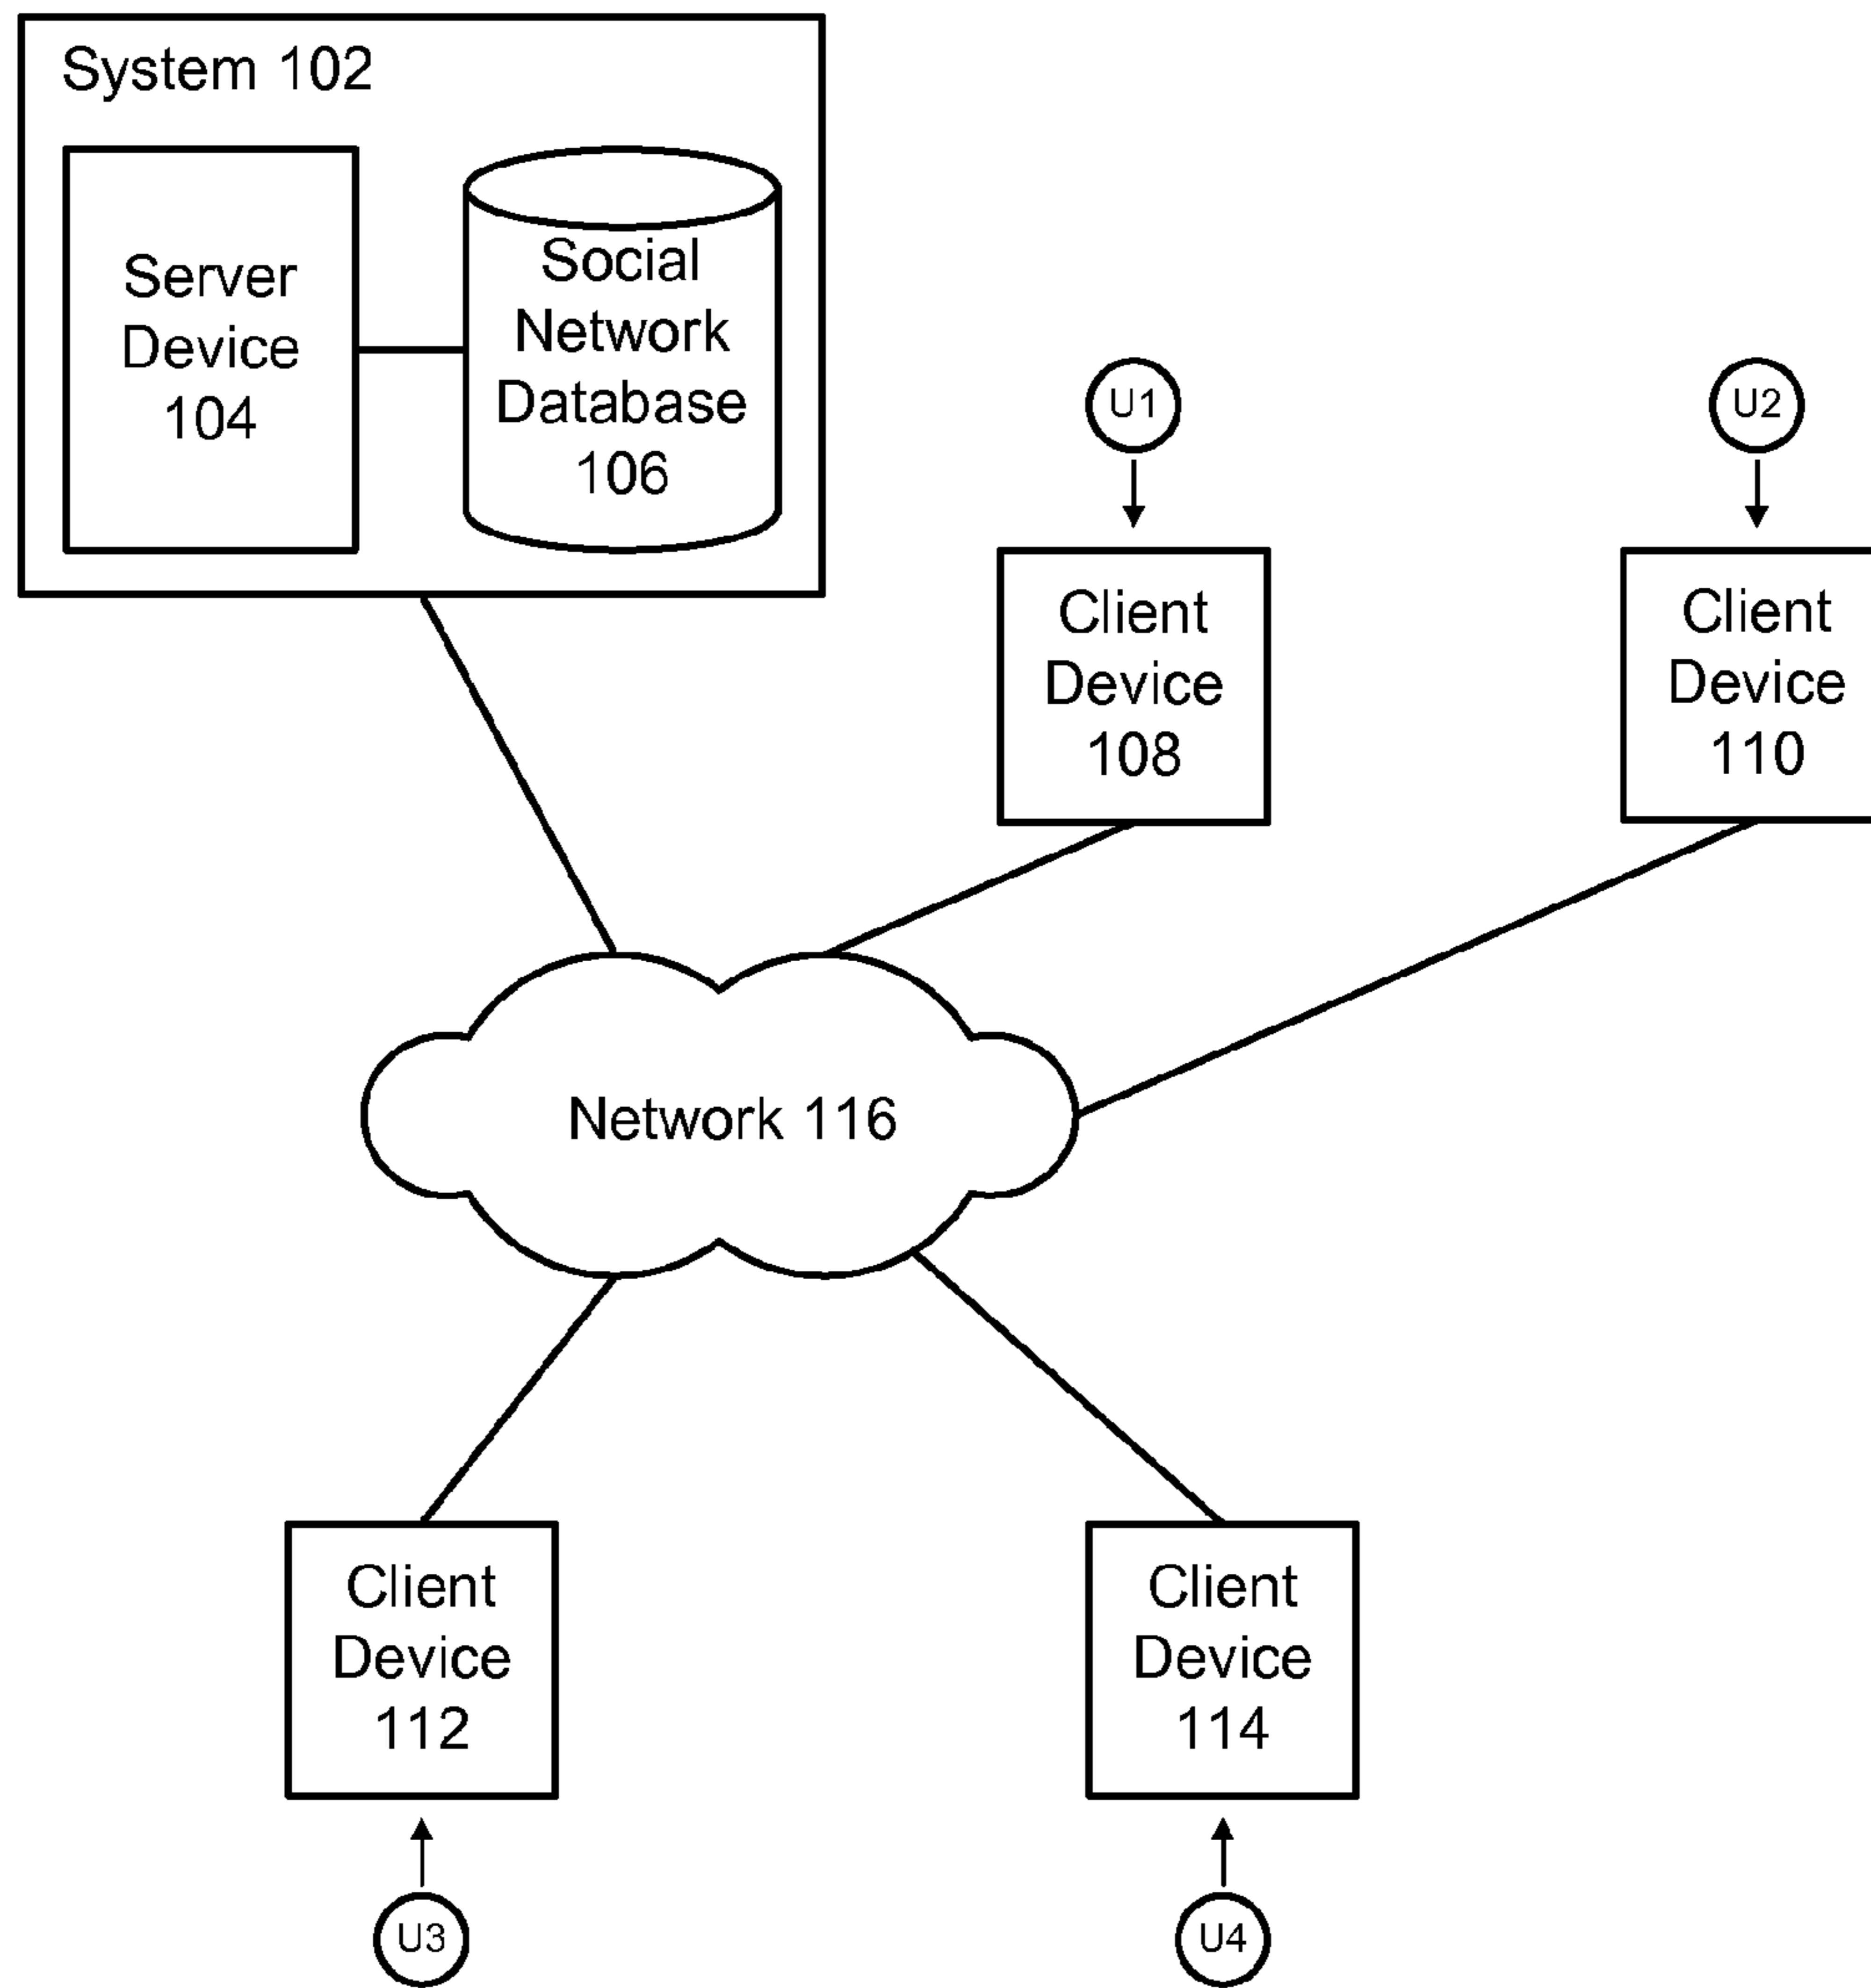 System 102
Server
Device
104
Social
Network
Database
106
U1
U2
Client
Device
108
Client
Device
110
Network 116
Client
Device
112
Client
Device
114
U3
U4